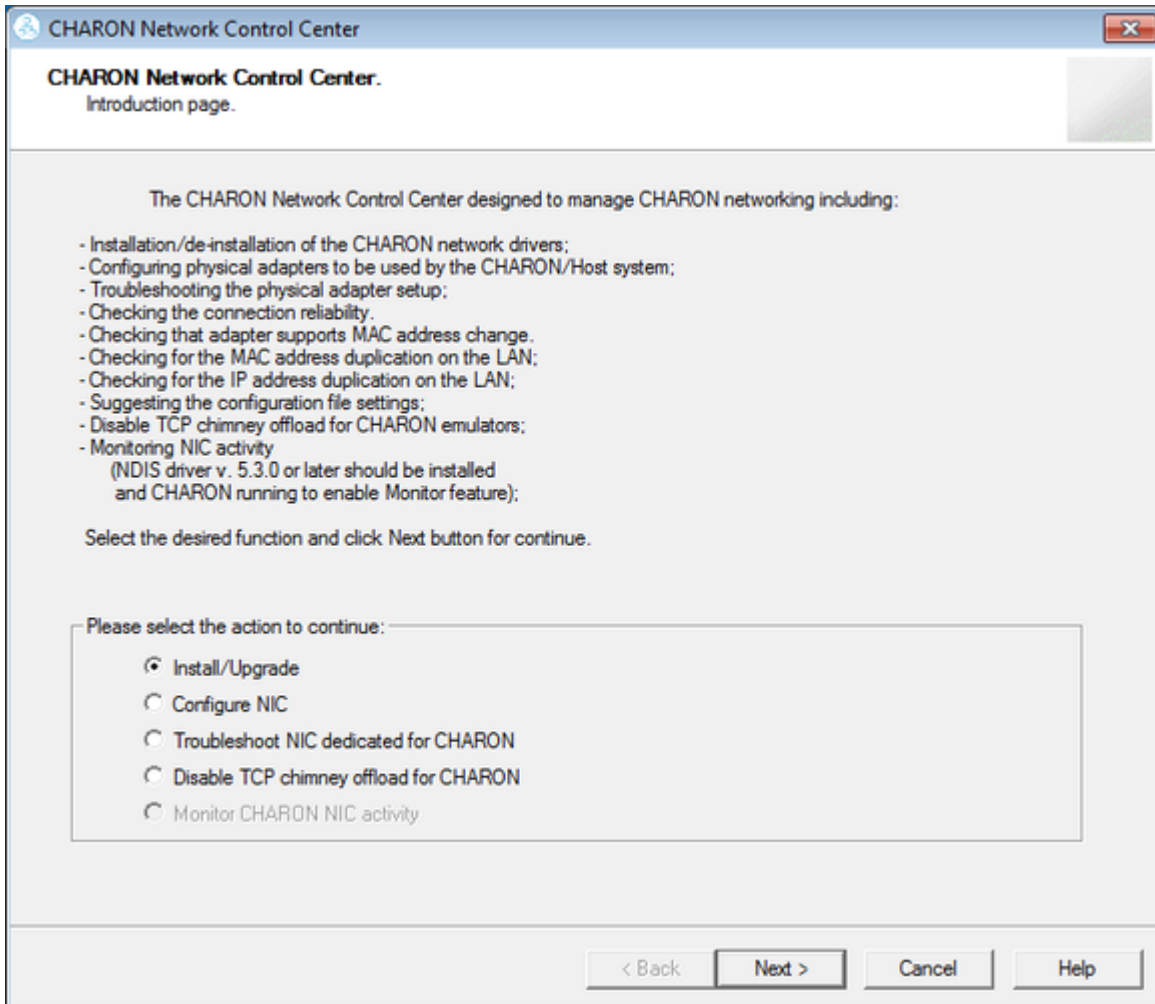 CHARON Network Control Center
CHARON Network Control Center.
Introduction page.
The CHARON Network Control Center designed to manage CHARON networking including:
- Installation/de-installation of the CHARON network drivers;
- Configuring physical adapters to be used by the CHARON/Host system;
- Troubleshooting the physical adapter setup;
- Checking the connection reliability.
- Checking that adapter supports MAC address change.
- Checking for the MAC address duplication on the LAN;
- Checking for the IP address duplication on the LAN;
- Suggesting the configuration file settings;
- Disable TCP chimney offload for CHARON emulators;
- Monitoring NIC activity
(NDIS driver v. 5.3.0 or later should be installed
and CHARON running to enable Monitor feature);
Select the desired function and click Next button for continue.
Please select the action to continue:
Install/Upgrade
Configure NIC
Troubleshoot NIC dedicated for CHARON
Disable TCP chimney offload for CHARON
Monitor CHARON NIC activity
< Back Next > Cancel Help